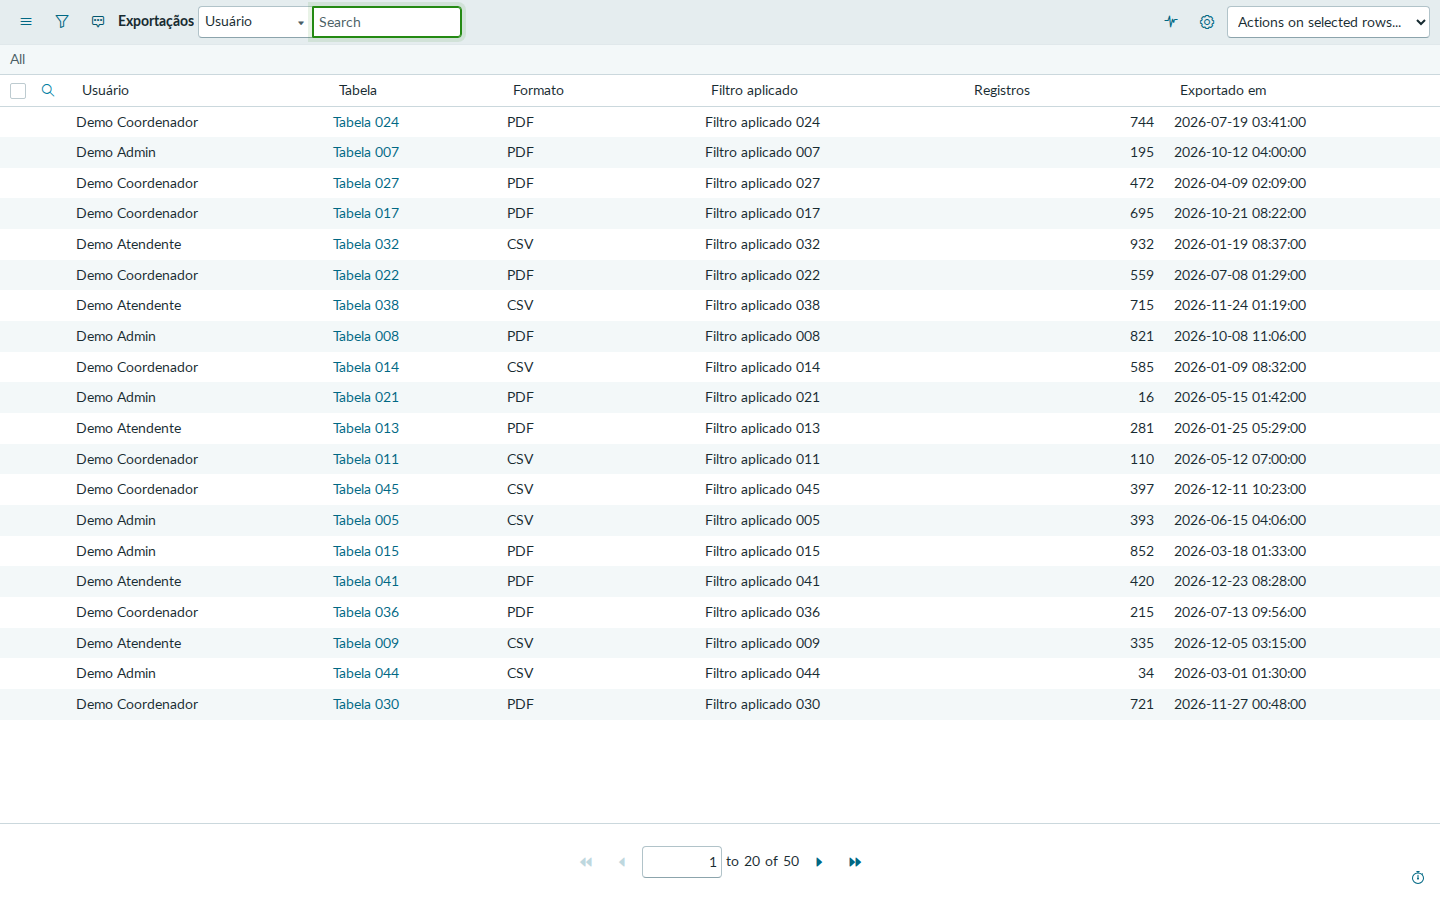 Exportaçãos Usuário Search Actions on selected rows...
All
Usuário Tabela Formato Filtro aplicado Registros Exportado em
Demo Coordenador Tabela 024 PDF Filtro aplicado 024 744 2026-07-19 03:41:00
Demo Admin Tabela 007 PDF Filtro aplicado 007 195 2026-10-12 04:00:00
Demo Coordenador Tabela 027 PDF Filtro aplicado 027 472 2026-04-09 02:09:00
Demo Coordenador Tabela 017 PDF Filtro aplicado 017 695 2026-10-21 08:22:00
Demo Atendente Tabela 032 CSV Filtro aplicado 032 932 2026-01-19 08:37:00
Demo Coordenador Tabela 022 PDF Filtro aplicado 022 559 2026-07-08 01:29:00
Demo Atendente Tabela 038 CSV Filtro aplicado 038 715 2026-11-24 01:19:00
Demo Admin Tabela 008 PDF Filtro aplicado 008 821 2026-10-08 11:06:00
Demo Coordenador Tabela 014 CSV Filtro aplicado 014 585 2026-01-09 08:32:00
Demo Admin Tabela 021 PDF Filtro aplicado 021 16 2026-05-15 01:42:00
Demo Atendente Tabela 013 PDF Filtro aplicado 013 281 2026-01-25 05:29:00
Demo Coordenador Tabela 011 CSV Filtro aplicado 011 110 2026-05-12 07:00:00
Demo Coordenador Tabela 045 CSV Filtro aplicado 045 397 2026-12-11 10:23:00
Demo Admin Tabela 005 CSV Filtro aplicado 005 393 2026-06-15 04:06:00
Demo Admin Tabela 015 PDF Filtro aplicado 015 852 2026-03-18 01:33:00
Demo Atendente Tabela 041 PDF Filtro aplicado 041 420 2026-12-23 08:28:00
Demo Coordenador Tabela 036 PDF Filtro aplicado 036 215 2026-07-13 09:56:00
Demo Atendente Tabela 009 CSV Filtro aplicado 009 335 2026-12-05 03:15:00
Demo Admin Tabela 044 CSV Filtro aplicado 044 34 2026-03-01 01:30:00
Demo Coordenador Tabela 030 PDF Filtro aplicado 030 721 2026-11-27 00:48:00
1 to 20 of 50